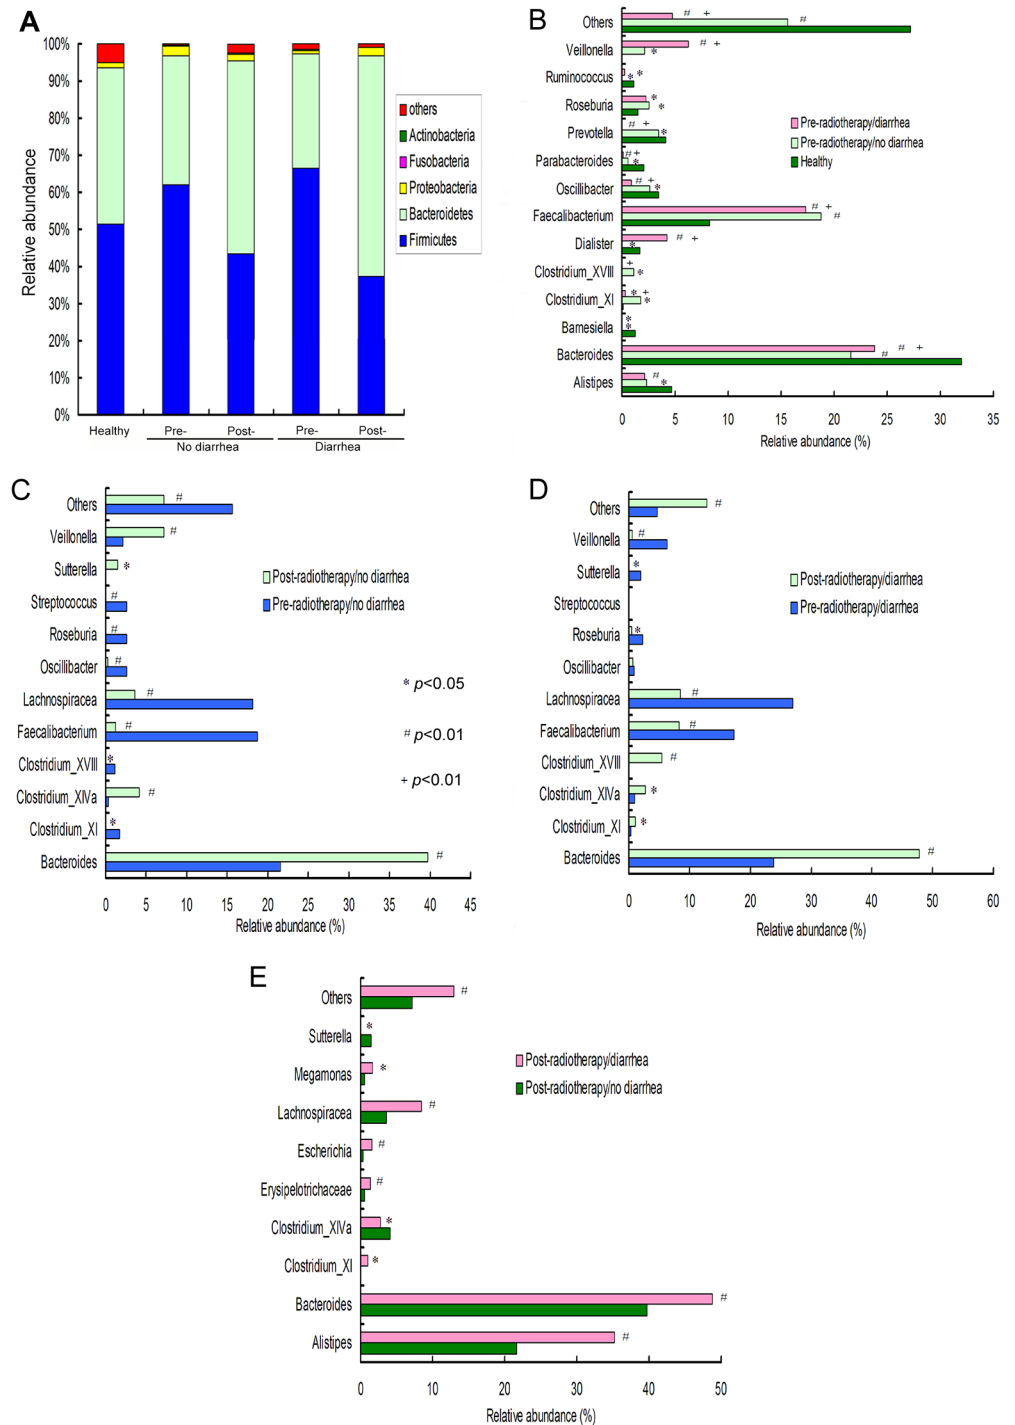 A
Relative abundance
100%
90%
80%
70%
60%
50%
40%
30%
20%
10%
0%
Healthy
Pre-
Post-
Pre-
Post-
No diarrhea
Diarrhea
others
Actinobacteria
Fusobacteria
Proteobacteria
Bacteroidetes
Firmicutes
B
Others # + #
Veillonella # + *
Ruminococcus * *
Roseburia * *
Prevotella # + *
Parabacteroides # + *
Oscillibacter # + *
Faecalibacterium # + #
Dialister # + *
Clostridium_XVIII + *
Clostridium_XI * + *
Barnesiella * *
Bacteroides # + #
Alistipes # *
0 5 10 15 20 25 30 35
Relative abundance (%)
Pre-radiotherapy/diarrhea
Pre-radiotherapy/no diarrhea
Healthy
C
Others #
Veillonella #
Sutterella *
Streptococcus #
Roseburia #
Oscillibacter #
Lachnospiracea #
Faecalibacterium #
Clostridium_XVIII *
Clostridium_XIVa #
Clostridium_XI *
Bacteroides #
0 5 10 15 20 25 30 35 40 45
Relative abundance (%)
Post-radiotherapy/no diarrhea
Pre-radiotherapy/no diarrhea
* p<0.05
# p<0.01
+ p<0.01
D
Others #
Veillonella #
Sutterella *
Streptococcus
Roseburia *
Oscillibacter
Lachnospiracea #
Faecalibacterium #
Clostridium_XVIII #
Clostridium_XIVa *
Clostridium_XI *
Bacteroides #
0 10 20 30 40 50 60
Relative abundance (%)
Post-radiotherapy/diarrhea
Pre-radiotherapy/diarrhea
E
Others #
Sutterella *
Megamonas *
Lachnospiracea #
Escherichia #
Erysipelotrichaceae #
Clostridium_XIVa *
Clostridium_XI *
Bacteroides #
Alistipes #
0 10 20 30 40 50
Relative abundance (%)
Post-radiotherapy/diarrhea
Post-radiotherapy/no diarrhea